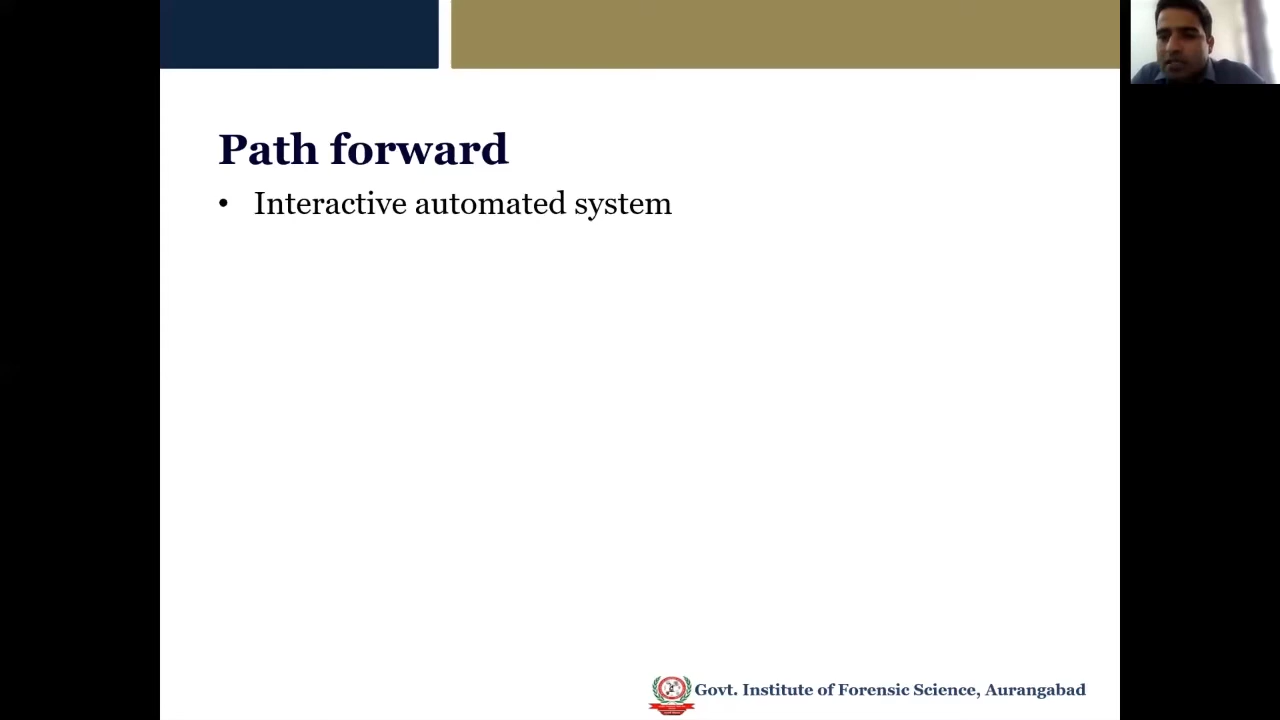 Path forward
• Interactive automated system
Govt. Institute of Forensic Science, Aurangabad